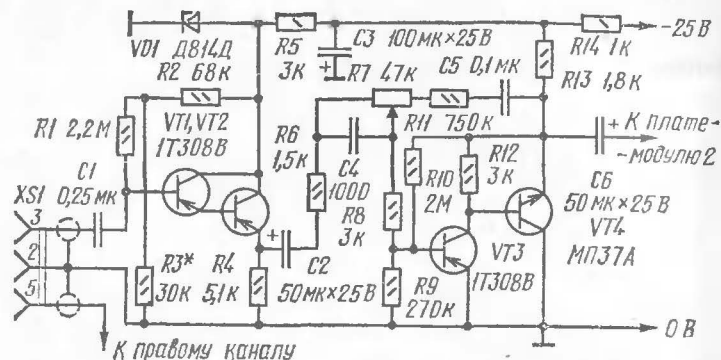 VD1 Д814Д
R2 68к
R5 3к
C3 100мк×25В
R7 47к
C5 0,1мк
R14 1к
-25В
R13 1,8к
R1 2,2М
VT1,VT2 1Т308В
R6 1,5к
R11 750к
+ К плате-
-модулю 2
C1 0,25мк
C4 1000
R10 2М
R12 3к
C6 50мк×25В
XS1
3
2
5
R8 3к
VT4 МП37А
R3* 30к
R4 5,1к
+
C2 50мк×25В
R9 270к
VT3 1Т308В
0В
К правому каналу